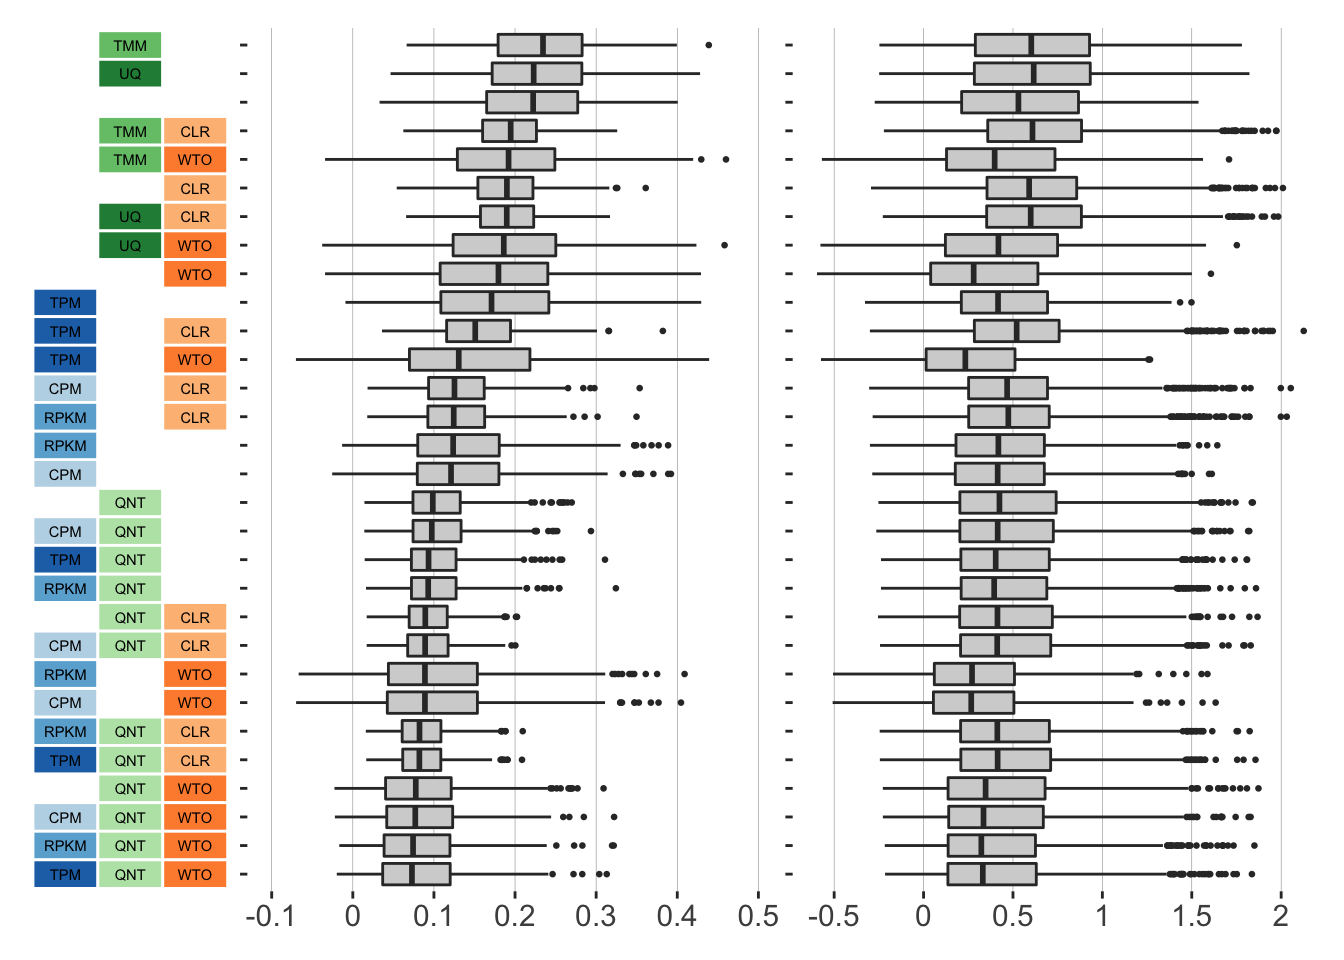 TMM
UQ
TMM CLR
TMM WTO
CLR
UQ CLR
UQ WTO
WTO
TPM
TPM CLR
TPM WTO
CPM CLR
RPKM CLR
RPKM
CPM
QNT
CPM QNT
TPM QNT
RPKM QNT
QNT CLR
CPM QNT CLR
RPKM WTO
CPM WTO
RPKM QNT CLR
TPM QNT CLR
QNT WTO
CPM QNT WTO
RPKM QNT WTO
TPM QNT WTO
-0.1 0 0.1 0.2 0.3 0.4 0.5 -0.5 0 0.5 1 1.5 2